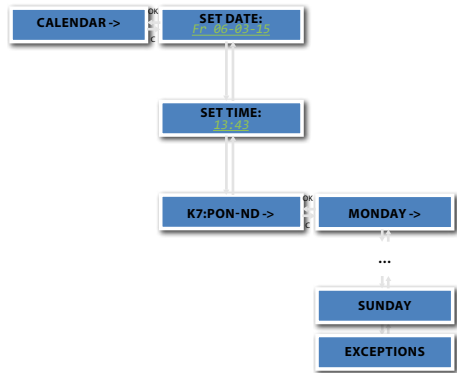 CALENDAR ->
OK
C
SET DATE:
Fr 06-03-15
SET TIME:
13:43
K7:PON-ND ->
OK
C
MONDAY ->
...
SUNDAY
EXCEPTIONS